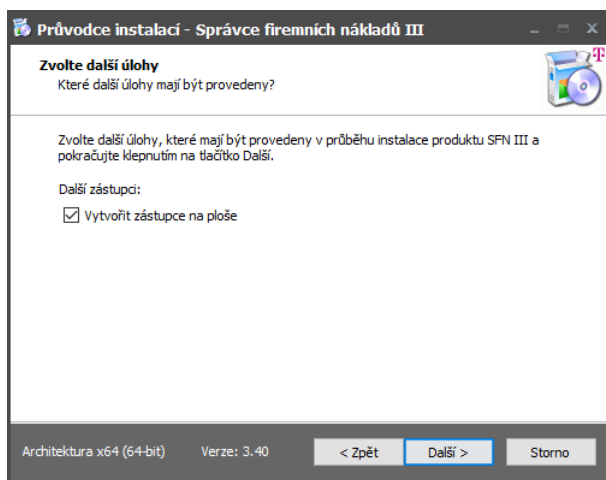 Průvodce instalací - Správce firemních nákladů III
Zvolte další úlohy
Které další úlohy mají být provedeny?
T
Zvolte další úlohy, které mají být provedeny v průběhu instalace produktu SFN III a
pokračujte klepnutím na tlačítko Další.
Další zástupci:
Vytvořit zástupce na ploše
Architektura x64 (64-bit) Verze: 3.40 < Zpět Další > Storno